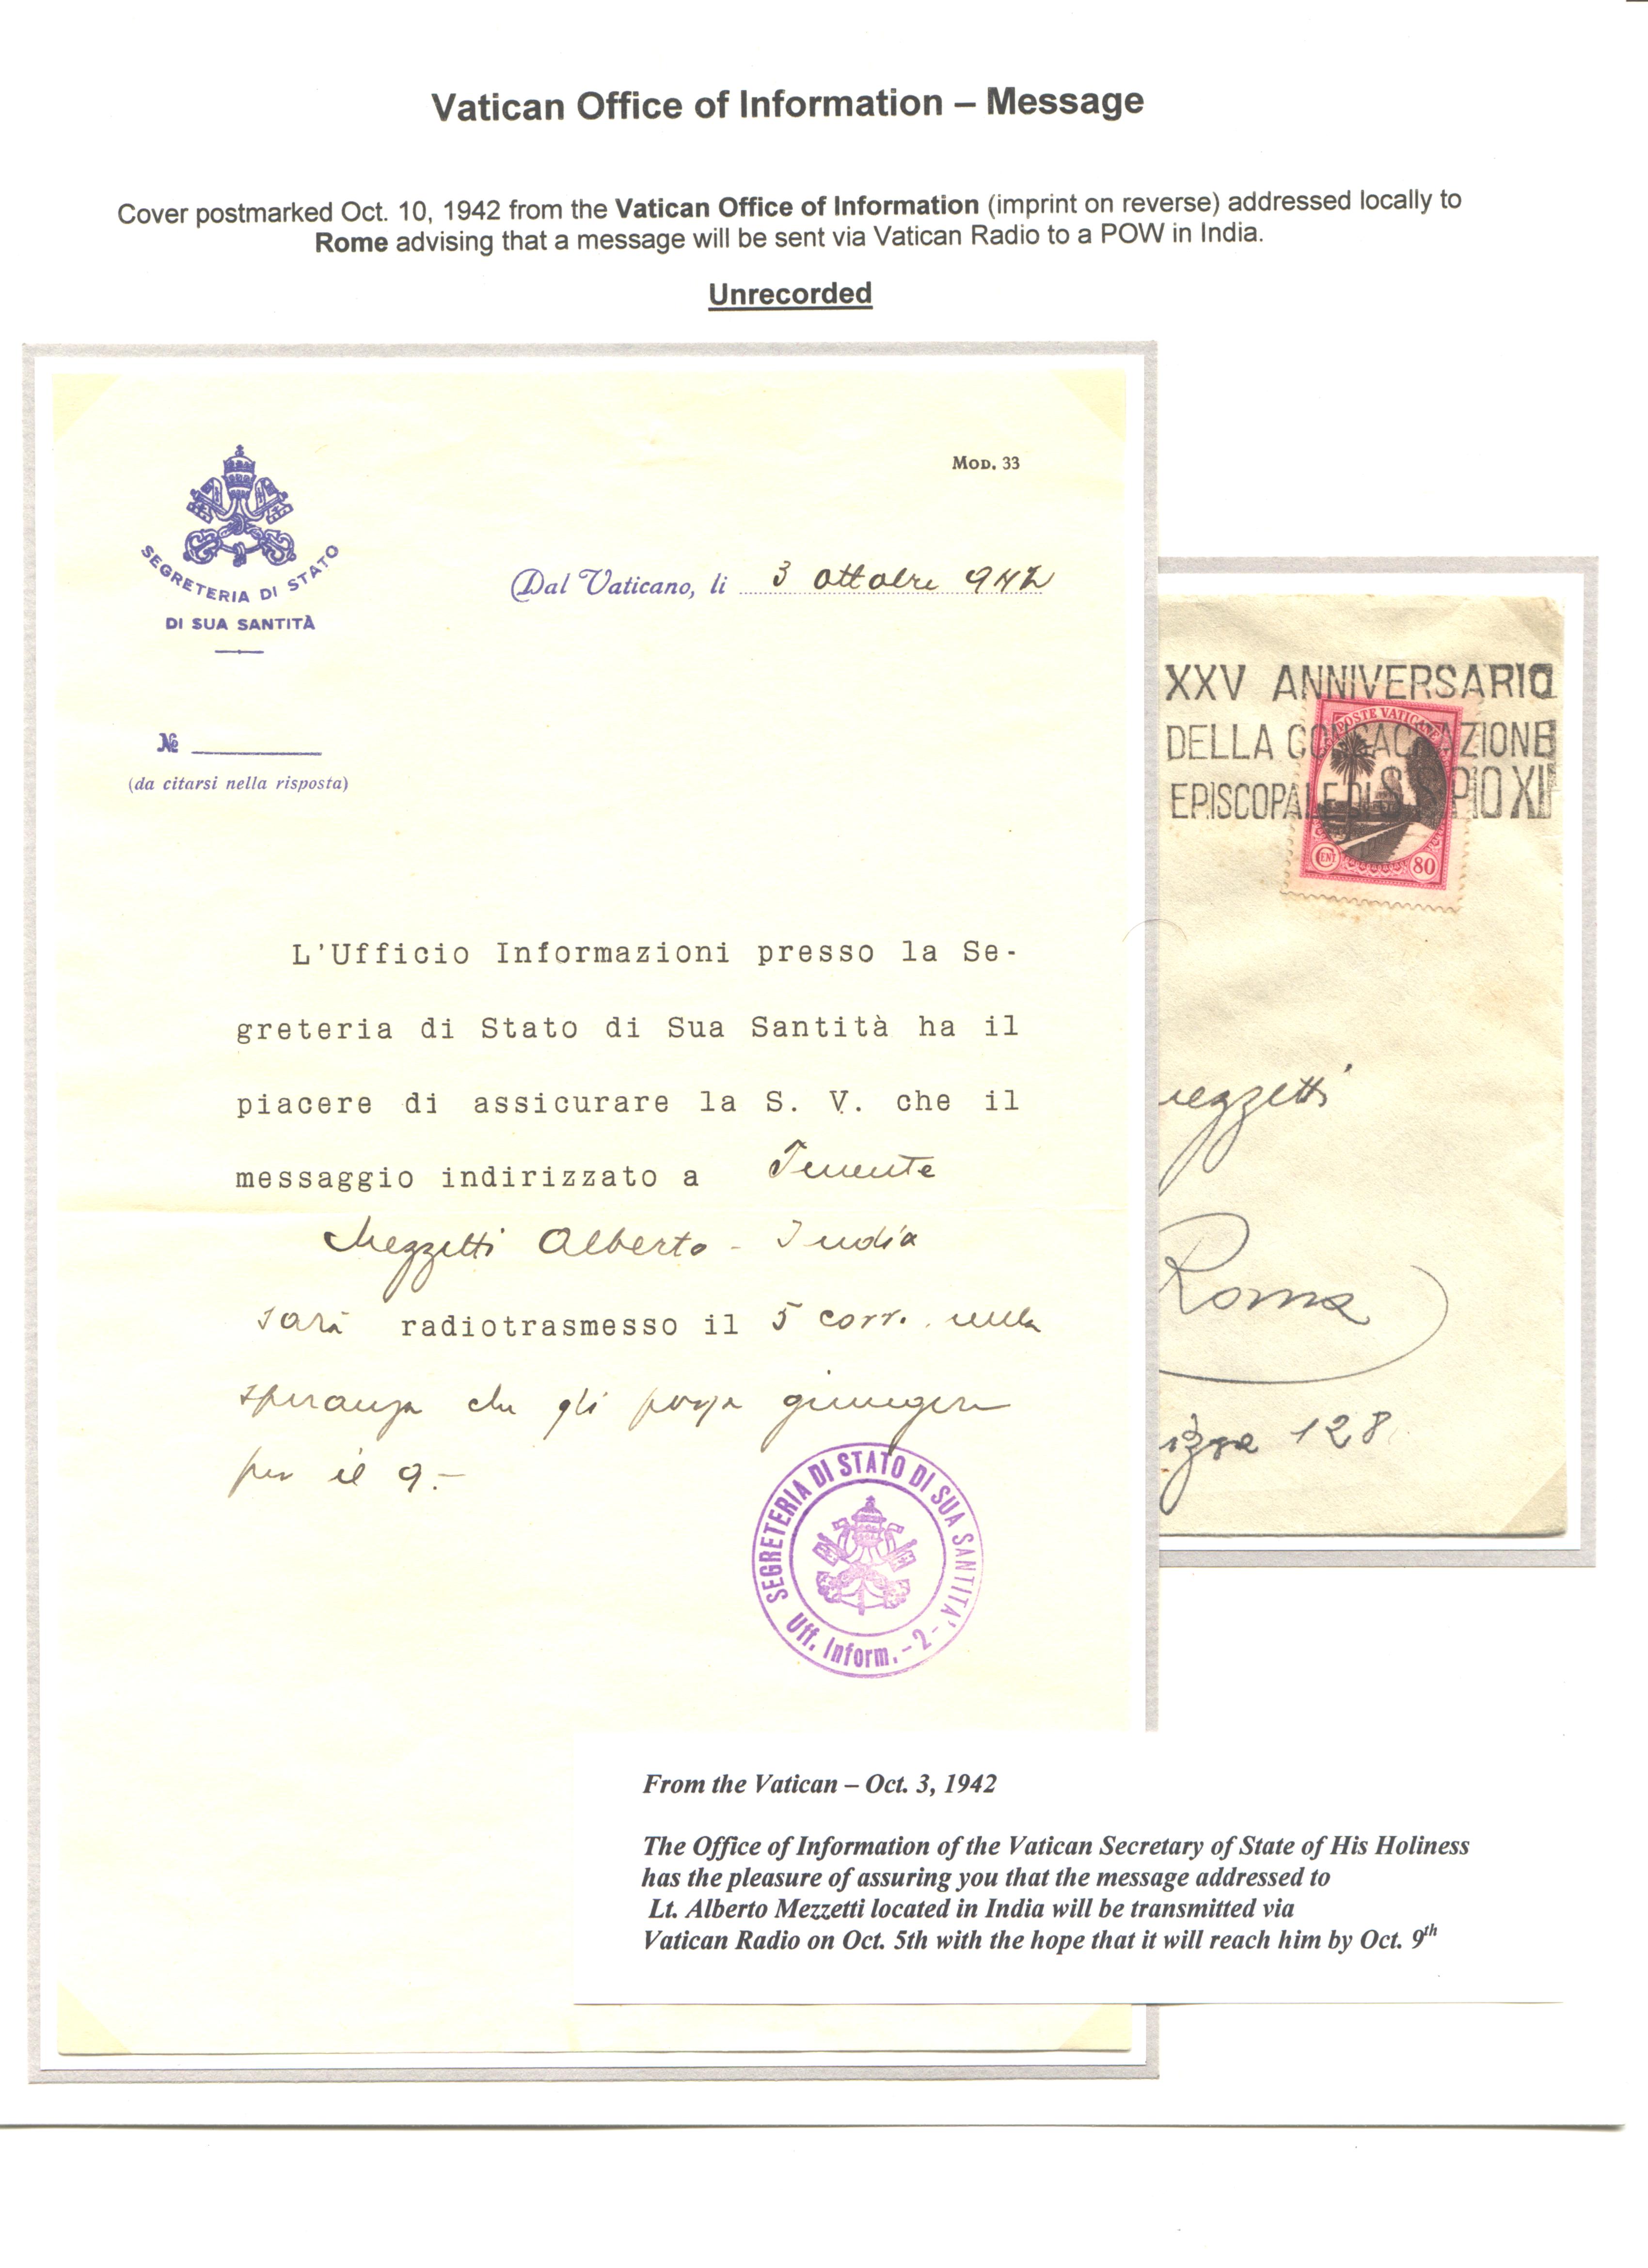 Vatican Office of Information – Message
Cover postmarked Oct. 10, 1942 from the Vatican Office of Information (imprint on reverse) addressed locally to
Rome advising that a message will be sent via Vatican Radio to a POW in India.
Unrecorded
MOD. 33
SEGRETERIA DI STATO
DI SUA SANTITÀ
Dal Vaticano, li 3 ottobre 942
№
(da citarsi nella risposta)
L'Ufficio Informazioni presso la Se-
greteria di Stato di Sua Santità ha il
piacere di assicurare la S. V. che il
messaggio indirizzato a Tenente
Mezzetti Alberto - India
sarà radiotrasmesso il 5 corr. nella
speranza che gli possa giungere
per il 9.-
SEGRETERIA DI STATO DI SUA SANTITA'
Uff. Inform. - 2 -
XXV ANNIVERSARIO
DELLA CONSACRAZIONE
EPISCOPALE DI S.S. PIO XII
POSTE VATICANE
CENT 80
ezzetti
Roma
izza 128
From the Vatican – Oct. 3, 1942
The Office of Information of the Vatican Secretary of State of His Holiness
has the pleasure of assuring you that the message addressed to
Lt. Alberto Mezzetti located in India will be transmitted via
Vatican Radio on Oct. 5th with the hope that it will reach him by Oct. 9th